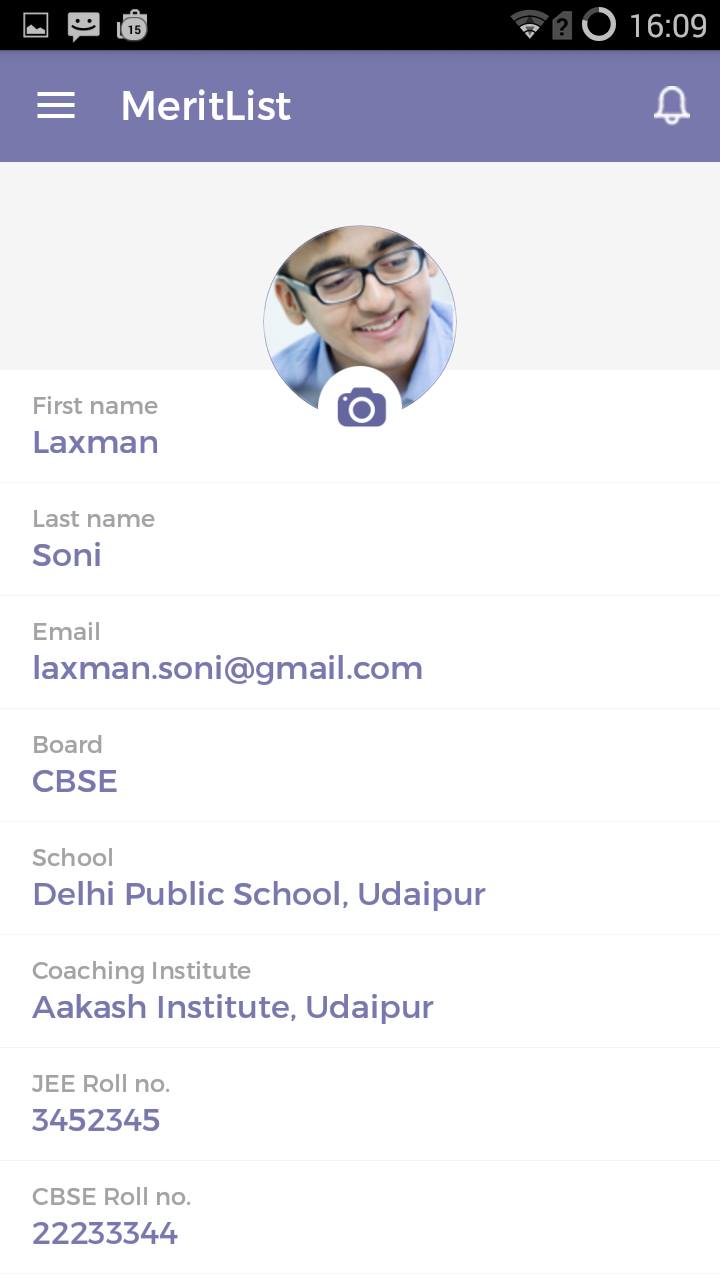 15 ? 16:09
MeritList
First name
Laxman
Last name
Soni
Email
laxman.soni@gmail.com
Board
CBSE
School
Delhi Public School, Udaipur
Coaching Institute
Aakash Institute, Udaipur
JEE Roll no.
3452345
CBSE Roll no.
22233344